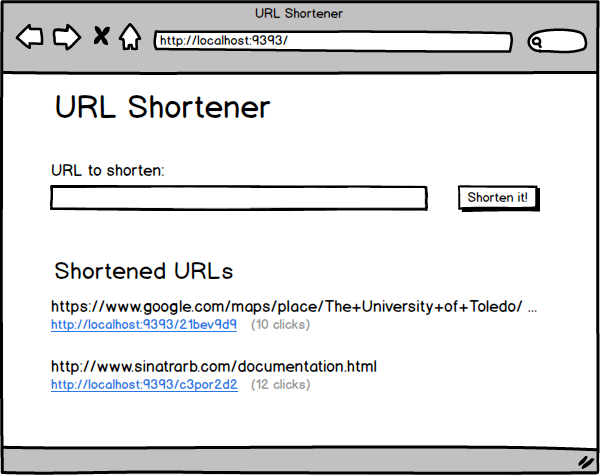 URL Shortener
http://localhost:9393/
URL Shortener
URL to shorten:
Shorten it!
Shortened URLs
https://www.google.com/maps/place/The+University+of+Toledo/ ...
http://localhost:9393/21bev9d9 (10 clicks)
http://www.sinatrarb.com/documentation.html
http://localhost:9393/c3por2d2 (12 clicks)